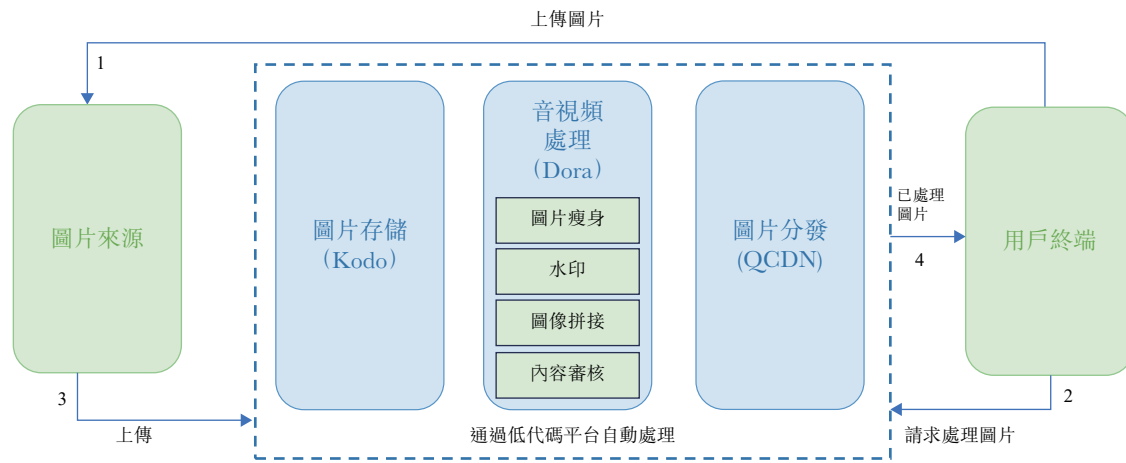 上傳圖片
1
圖片來源
3
上傳
圖片存儲
（Kodo）
音視頻
處理
（Dora）
圖片瘦身
水印
圖像拼接
內容審核
圖片分發
(QCDN)
通過低代碼平台自動處理
已處理
圖片
4
用戶終端
2
請求處理圖片